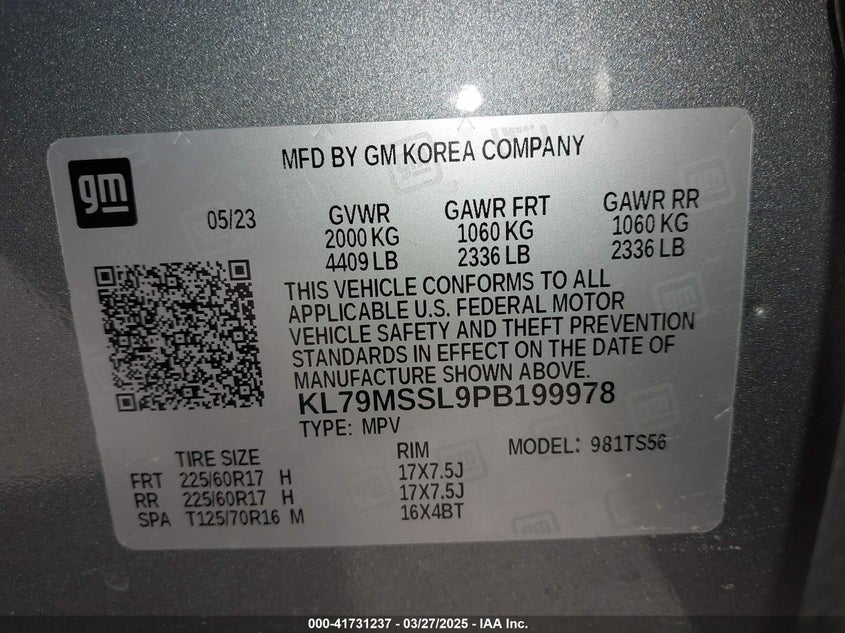 MFD BY GM KOREA COMPANY
gm
05/23
GVWR GAWR FRT GAWR RR
2000 KG 1060 KG 1060 KG
4409 LB 2336 LB 2336 LB
THIS VEHICLE CONFORMS TO ALL
APPLICABLE U.S. FEDERAL MOTOR
VEHICLE SAFETY AND THEFT PREVENTION
STANDARDS IN EFFECT ON THE DATE OF
MANUFACTURE SHOWN ABOVE.
KL79MSSL9PB199978
TYPE: MPV
TIRE SIZE RIM MODEL: 981TS56
FRT 225/60R17 H 17X7.5J
RR 225/60R17 H 17X7.5J
SPA T125/70R16 M 16X4BT
000-41731237 - 03/27/2025 - IAA Inc.